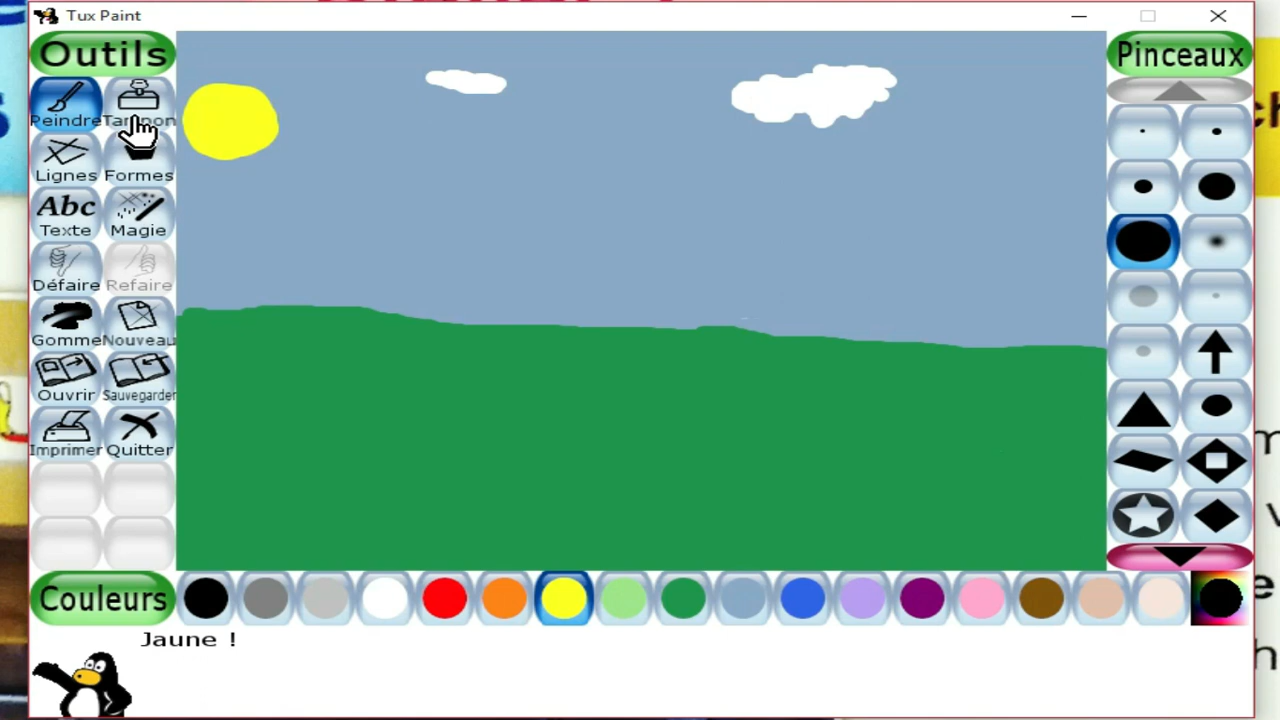 Tux Paint
Outils
Pinceaux
Peindre
Tampon
Lignes
Formes
Abc
Texte
Magie
Défaire
Refaire
Gomme
Nouveau
Ouvrir
Sauvegarder
Imprimer
Quitter
Couleurs
Jaune !